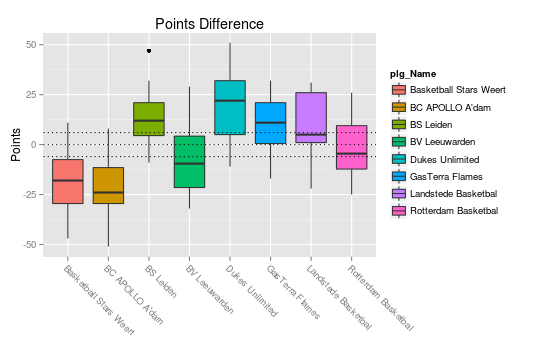 Points Difference
Points
50
25
0
-25
-50
Basketball Stars Weert
BC APOLLO A'dam
BS Leiden
BV Leeuwarden
Dukes Unlimited
GasTerra Flames
Landstede Basketbal
Rotterdam Basketbal
plg_Name
Basketball Stars Weert
BC APOLLO A'dam
BS Leiden
BV Leeuwarden
Dukes Unlimited
GasTerra Flames
Landstede Basketbal
Rotterdam Basketbal